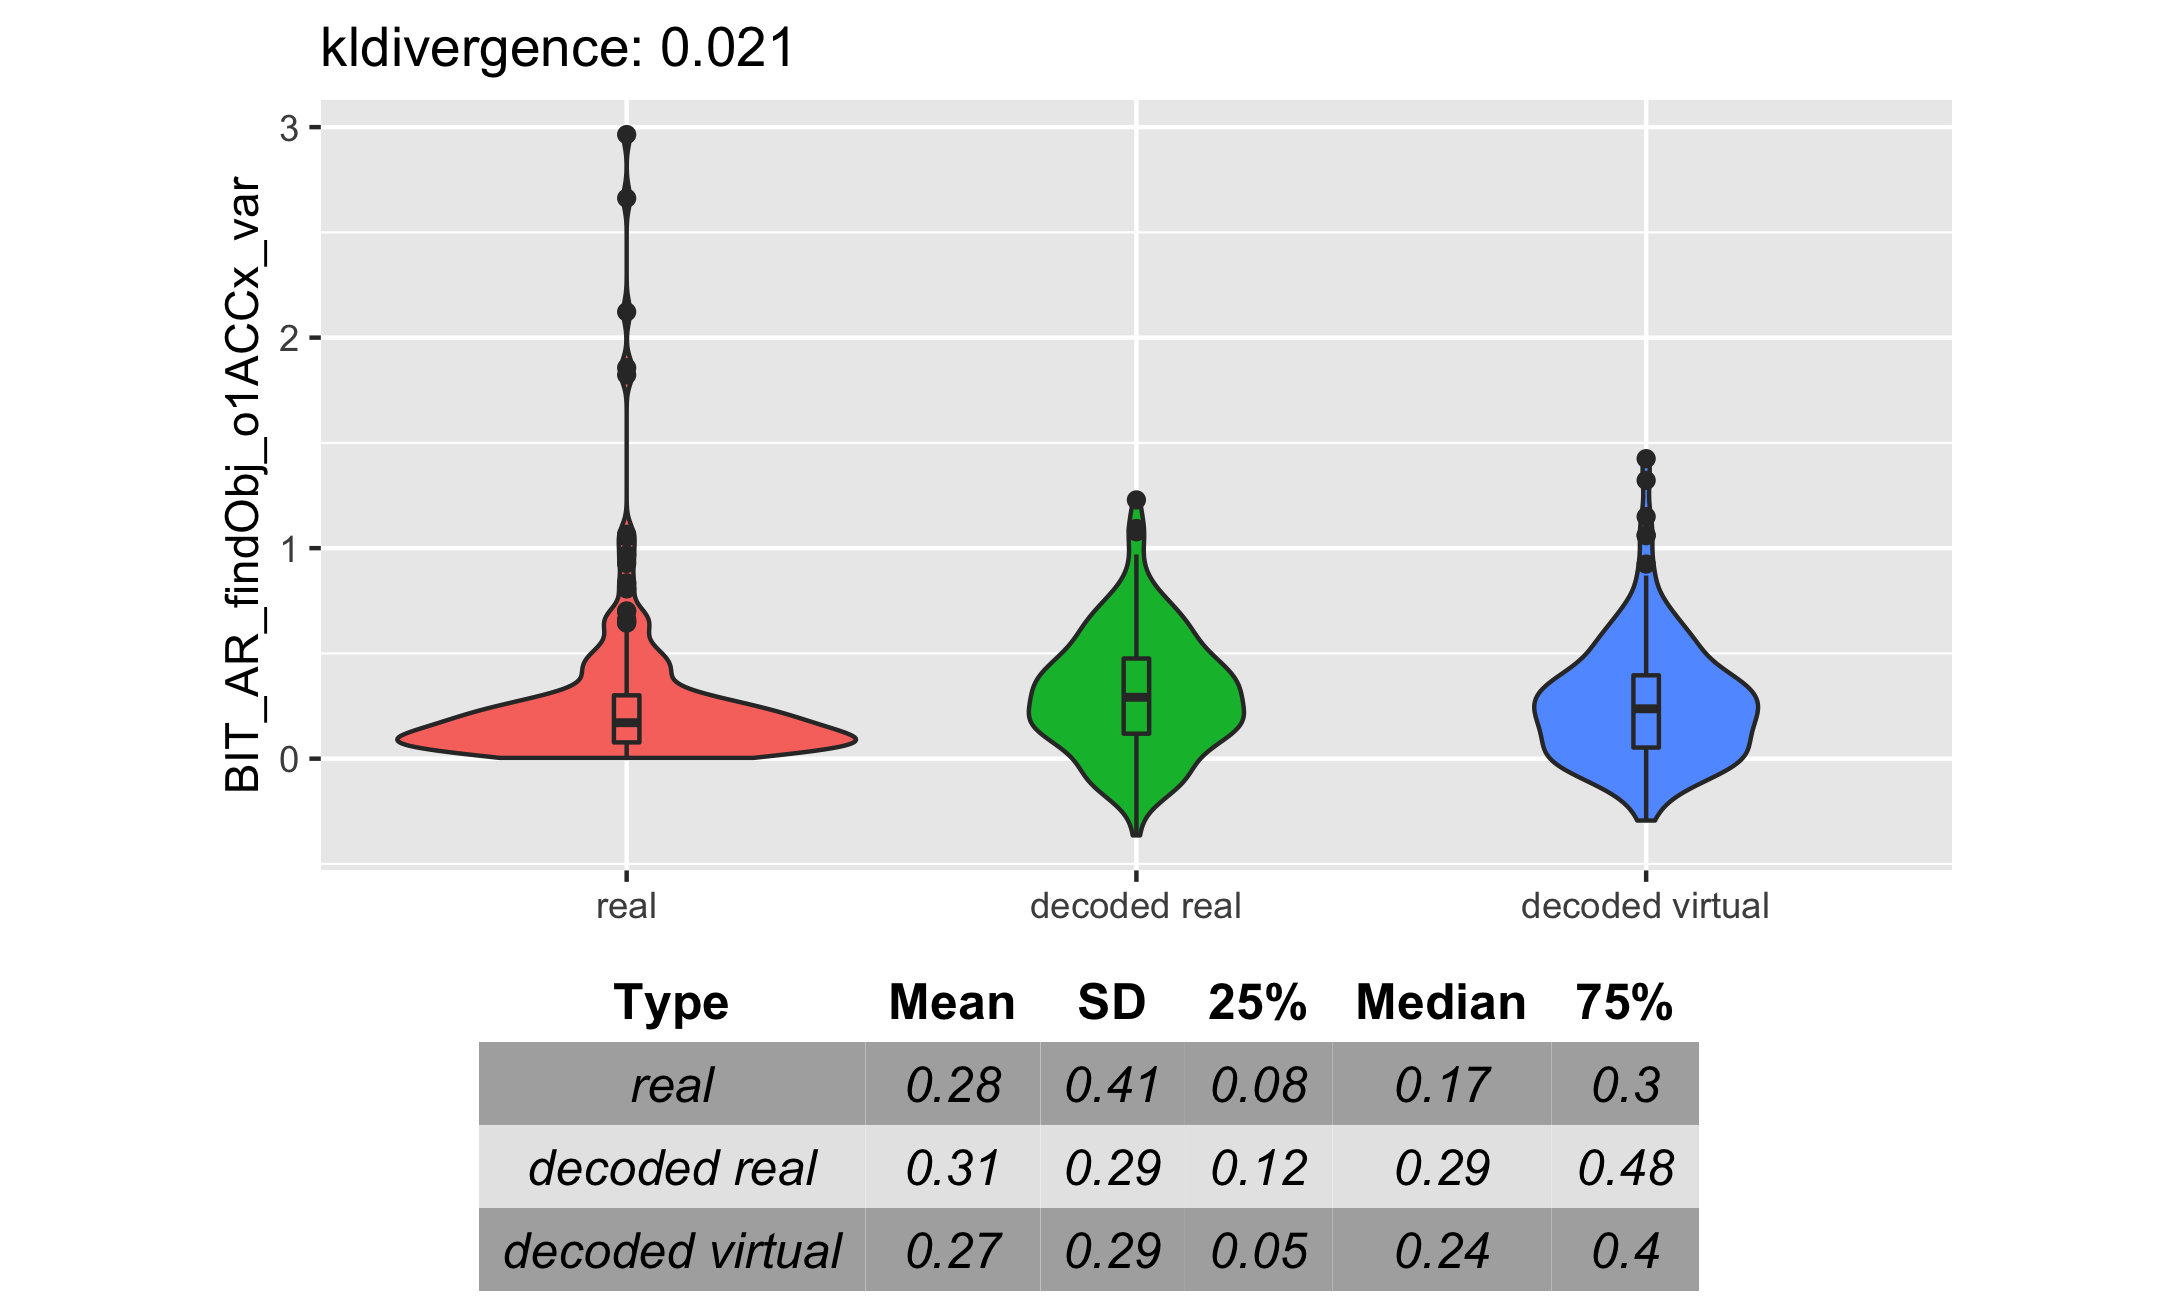 kldivergence: 0.021
BIT_AR_findObj_o1ACCx_var
3
2
1
0
real decoded real decoded virtual
Type Mean SD 25% Median 75%
real 0.28 0.41 0.08 0.17 0.3
decoded real 0.31 0.29 0.12 0.29 0.48
decoded virtual 0.27 0.29 0.05 0.24 0.4